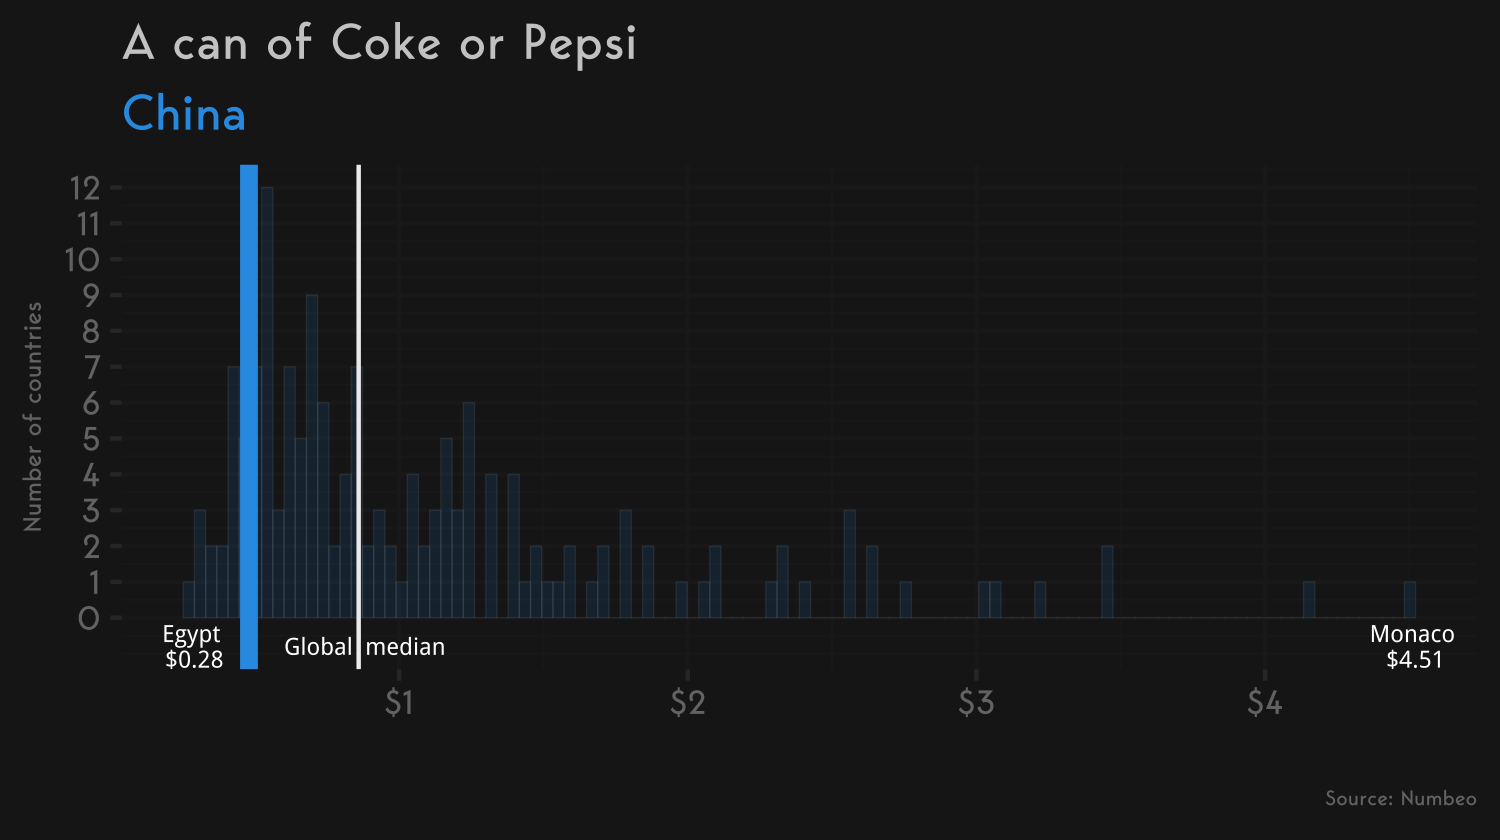 A can of Coke or Pepsi
China
Number of countries
12
11
10
9
8
7
6
5
4
3
2
1
0
Egypt
$0.28
Global median
Monaco
$4.51
$1 $2 $3 $4
Source: Numbeo